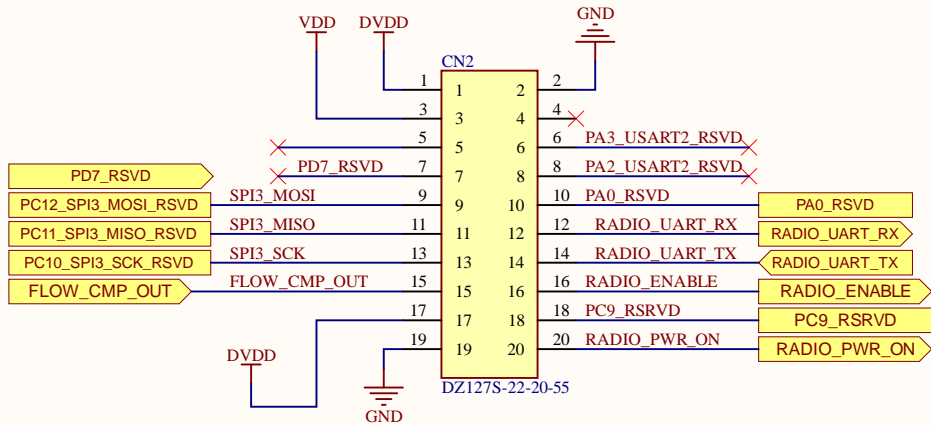 VDD DVDD GND
CN2
1 1 2 2
3 3 4 4
5 5 6 6 PA3_USART2_RSVD
PD7_RSVD PD7_RSVD 7 7 8 8 PA2_USART2_RSVD
PC12_SPI3_MOSI_RSVD SPI3_MOSI 9 9 10 10 PA0_RSVD PA0_RSVD
PC11_SPI3_MISO_RSVD SPI3_MISO 11 11 12 12 RADIO_UART_RX RADIO_UART_RX
PC10_SPI3_SCK_RSVD SPI3_SCK 13 13 14 14 RADIO_UART_TX RADIO_UART_TX
FLOW_CMP_OUT FLOW_CMP_OUT 15 15 16 16 RADIO_ENABLE RADIO_ENABLE
17 17 18 18 PC9_RSRVD PC9_RSRVD
DVDD 19 19 20 20 RADIO_PWR_ON RADIO_PWR_ON
GND DZ127S-22-20-55